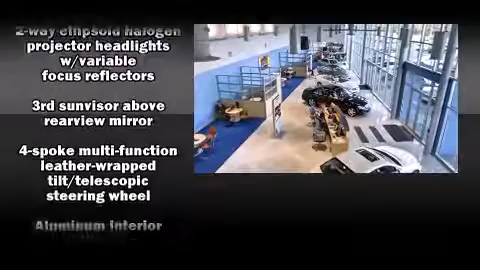 2-way ellipsoid halogen
projector headlights
w/variable
focus reflectors
3rd sunvisor above
rearview mirror
4-spoke multi-function
leather-wrapped
tilt/telescopic
steering wheel
Aluminum Interior